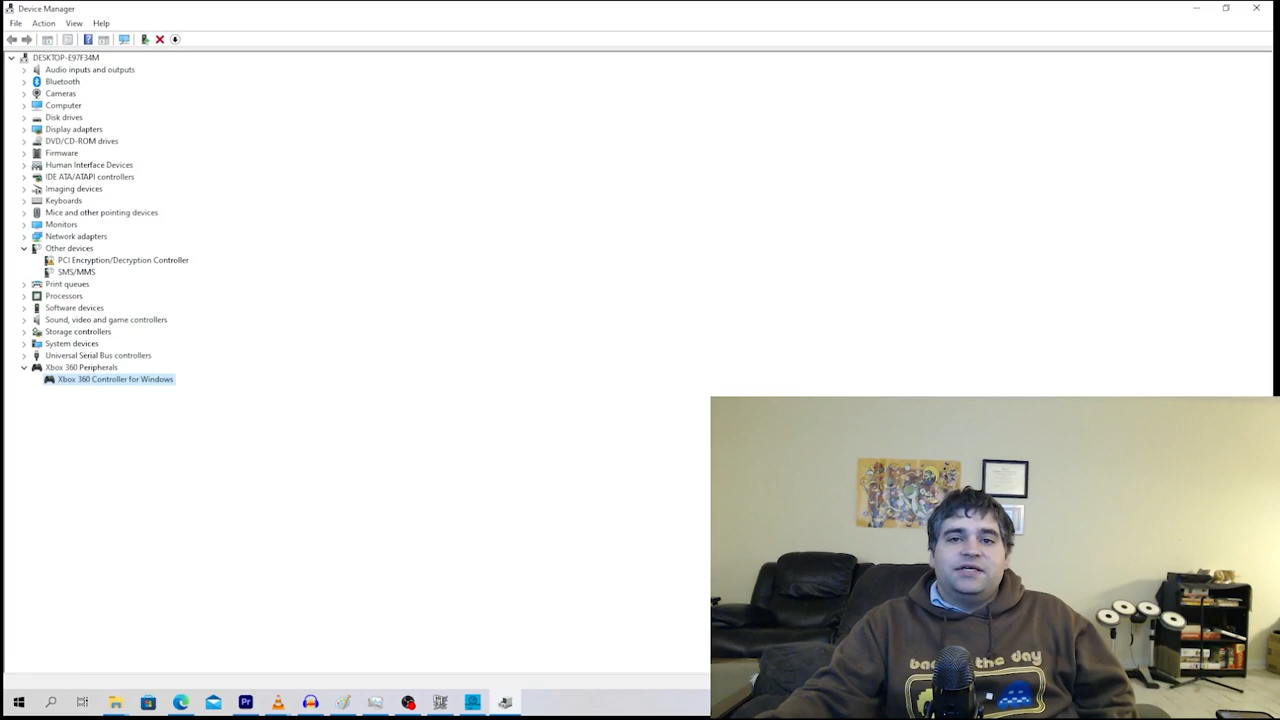 Device Manager
File Action View Help
DESKTOP-E97F34M
Audio inputs and outputs
Bluetooth
Cameras
Computer
Disk drives
Display adapters
DVD/CD-ROM drives
Firmware
Human Interface Devices
IDE ATA/ATAPI controllers
Imaging devices
Keyboards
Mice and other pointing devices
Monitors
Network adapters
Other devices
PCI Encryption/Decryption Controller
SMS/MMS
Print queues
Processors
Software devices
Sound, video and game controllers
Storage controllers
System devices
Universal Serial Bus controllers
Xbox 360 Peripherals
Xbox 360 Controller for Windows
the day
Pr